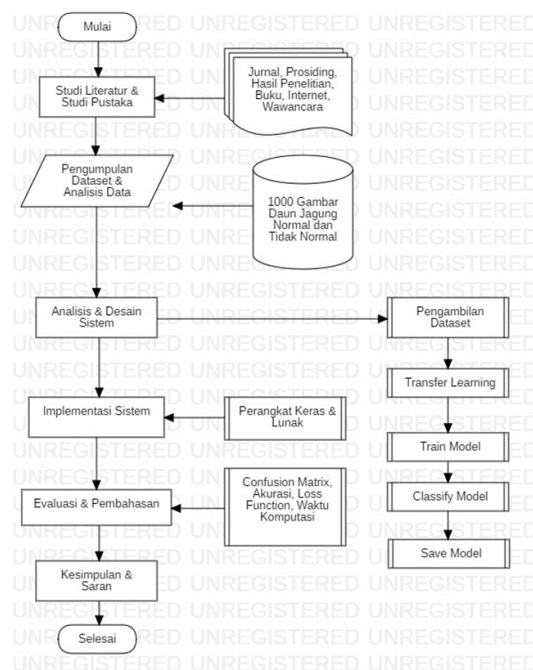 UNREGISTERED UNREGISTERED UNREGISTERED
Mulai
Studi Literatur &
Studi Pustaka
Jurnal, Prosiding,
Hasil Penelitian,
Buku, Internet,
Wawancara
Pengumpulan
Dataset &
Analisis Data
1000 Gambar
Daun Jagung
Normal dan
Tidak Normal
Analisis & Desain
Sistem
Pengambilan
Dataset
Transfer Learning
Train Model
Classify Model
Save Model
Implementasi Sistem
Perangkat Keras &
Lunak
Evaluasi & Pembahasan
Confusion Matrix,
Akurasi, Loss
Function, Waktu
Komputasi
Kesimpulan &
Saran
Selesai